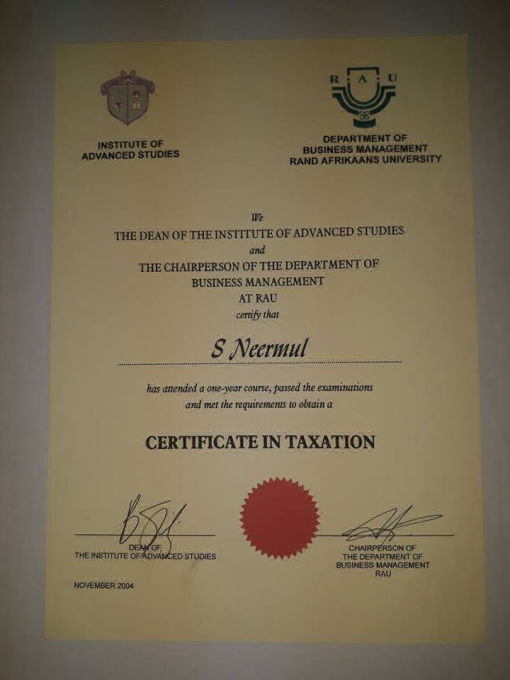 INSTITUTE OF
ADVANCED STUDIES
R A U
DEPARTMENT OF
BUSINESS MANAGEMENT
RAND AFRIKAANS UNIVERSITY
We
THE DEAN OF THE INSTITUTE OF ADVANCED STUDIES
and
THE CHAIRPERSON OF THE DEPARTMENT OF
BUSINESS MANAGEMENT
AT RAU
certify that
S Neermul
has attended a one-year course, passed the examinations
and met the requirements to obtain a
CERTIFICATE IN TAXATION
DEAN OF
THE INSTITUTE OF ADVANCED STUDIES
CHAIRPERSON OF
THE DEPARTMENT OF
BUSINESS MANAGEMENT
RAU
NOVEMBER 2004